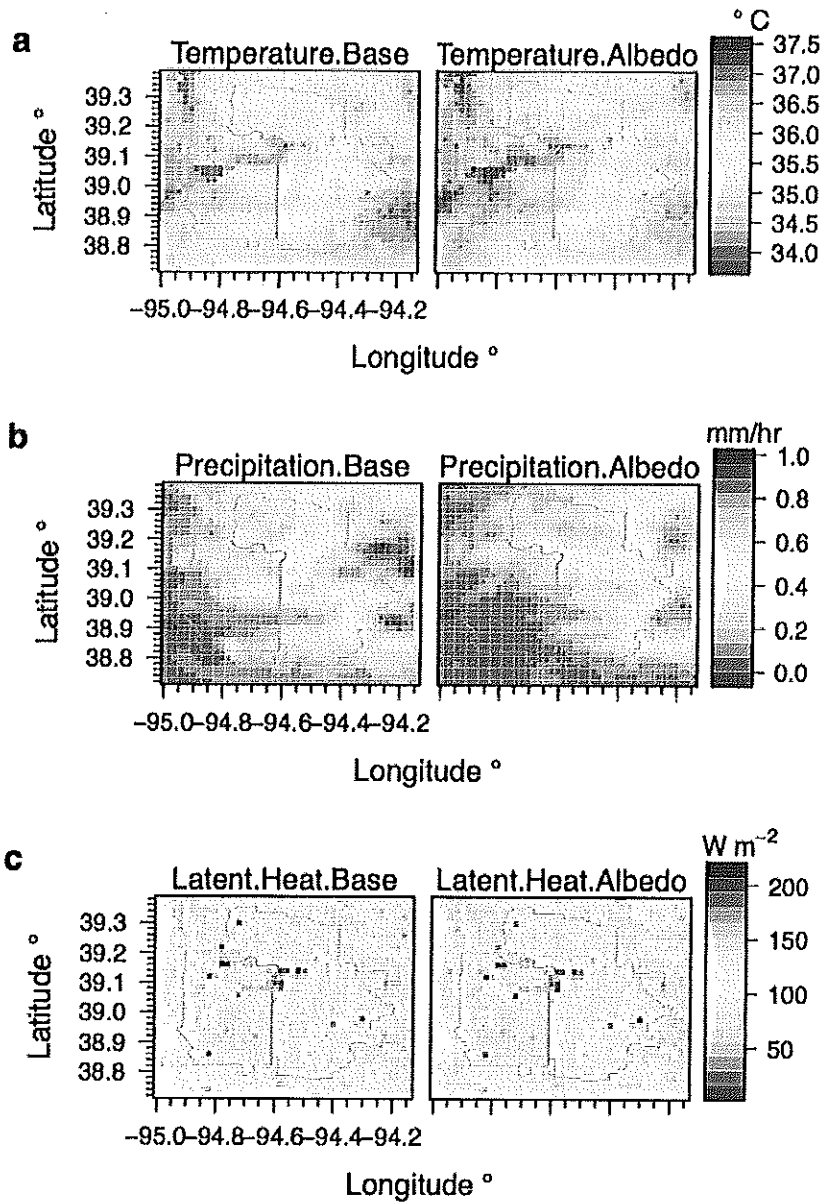 ° C
a
Temperature.Base
Temperature.Albedo
37.5
37.0
36.5
36.0
35.5
35.0
34.5
34.0
39.3
39.2
39.1
39.0
38.9
38.8
Latitude °
−95.0−94.8−94.6−94.4−94.2
Longitude °
b
mm/hr
Precipitation.Base
Precipitation.Albedo
1.0
0.8
0.6
0.4
0.2
0.0
39.3
39.2
39.1
39.0
38.9
38.8
Latitude °
−95.0−94.8−94.6−94.4−94.2
Longitude °
c
W m⁻²
Latent.Heat.Base
Latent.Heat.Albedo
200
150
100
50
39.3
39.2
39.1
39.0
38.9
38.8
Latitude °
−95.0−94.8−94.6−94.4−94.2
Longitude °